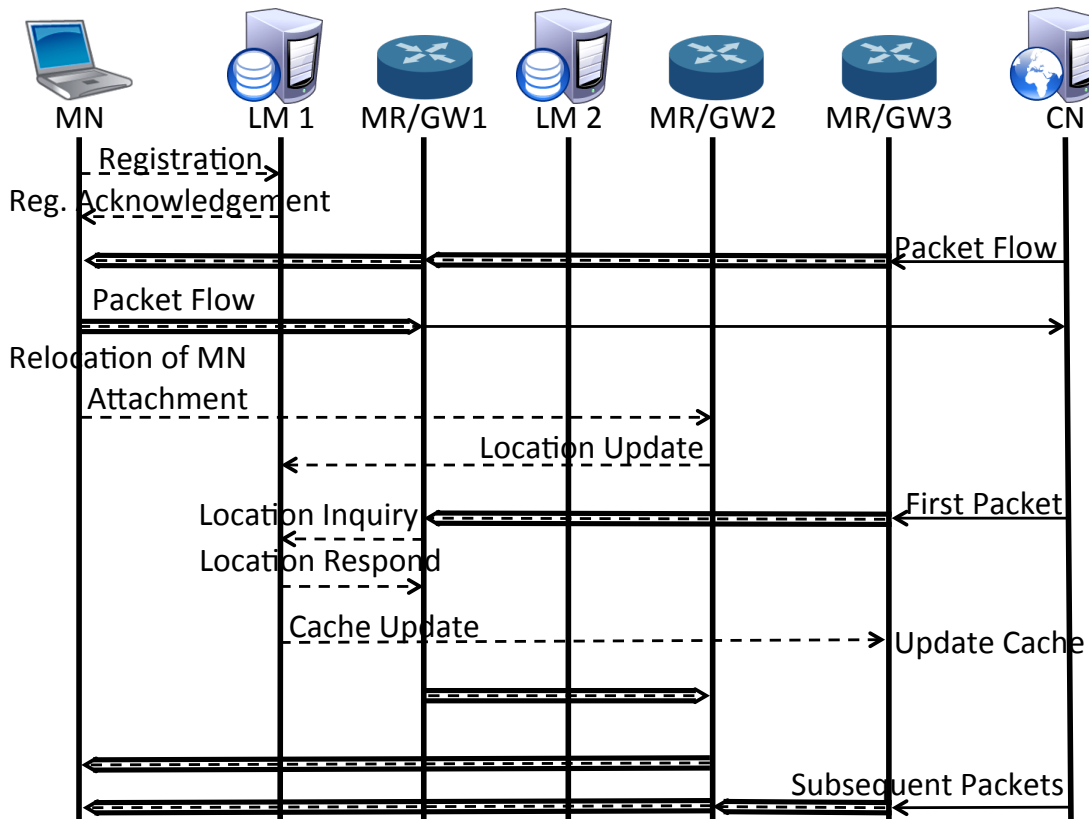 MN
LM 1
MR/GW1
LM 2
MR/GW2
MR/GW3
CN
Registration
Reg. Acknowledgement
Packet Flow
Packet Flow
Relocation of MN
Attachment
Location Update
First Packet
Location Inquiry
Location Respond
Cache Update
Update Cache
Subsequent Packets